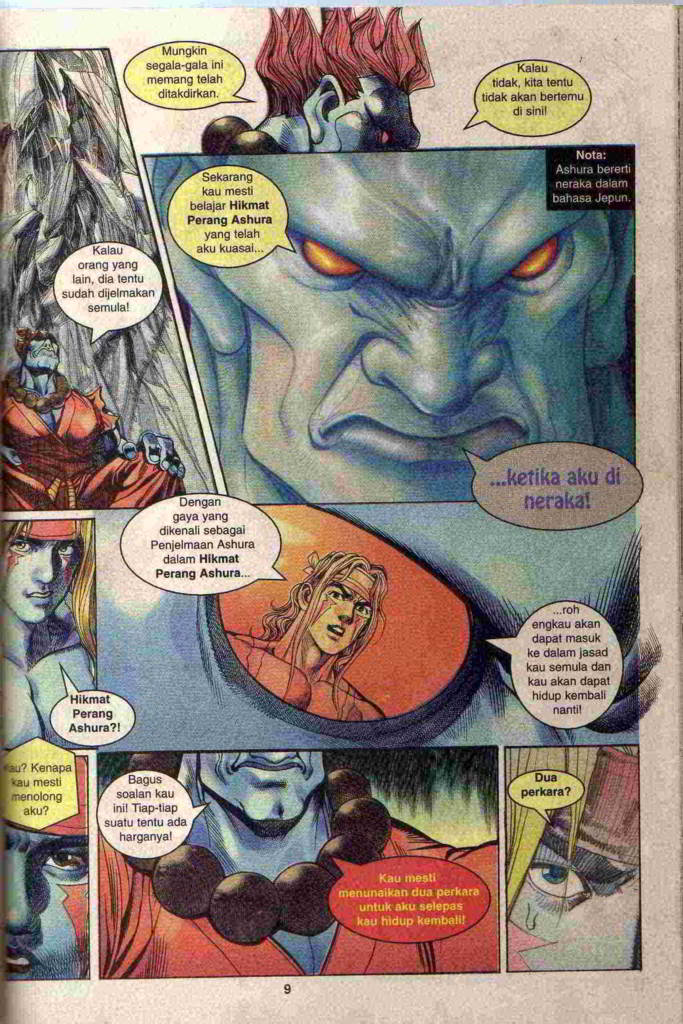 Mungkin
segala-gala ini
memang telah
ditakdirkan.
Kalau
tidak, kita tentu
tidak akan bertemu
di sini!
Kalau
orang yang
lain, dia tentu
sudah dijelmakan
semula!
Sekarang
kau mesti
belajar Hikmat
Perang Ashura
yang telah
aku kuasai...
Nota:
Ashura bererti
neraka dalam
bahasa Jepun.
...ketika aku di
neraka!
Hikmat
Perang
Ashura?!
Dengan
gaya yang
dikenali sebagai
Penjelmaan Ashura
dalam Hikmat
Perang Ashura...
...roh
engkau akan
dapat masuk
ke dalam jasad
kau semula dan
kau akan dapat
hidup kembali
nanti!
Kenapa
kau mesti
menolong
aku?
Bagus
soalan kau
ini! Tiap-tiap
suatu tentu ada
harganya!
Kau mesti
menunaikan dua perkara
untuk aku selepas
kau hidup kembali!
Dua
perkara?
9